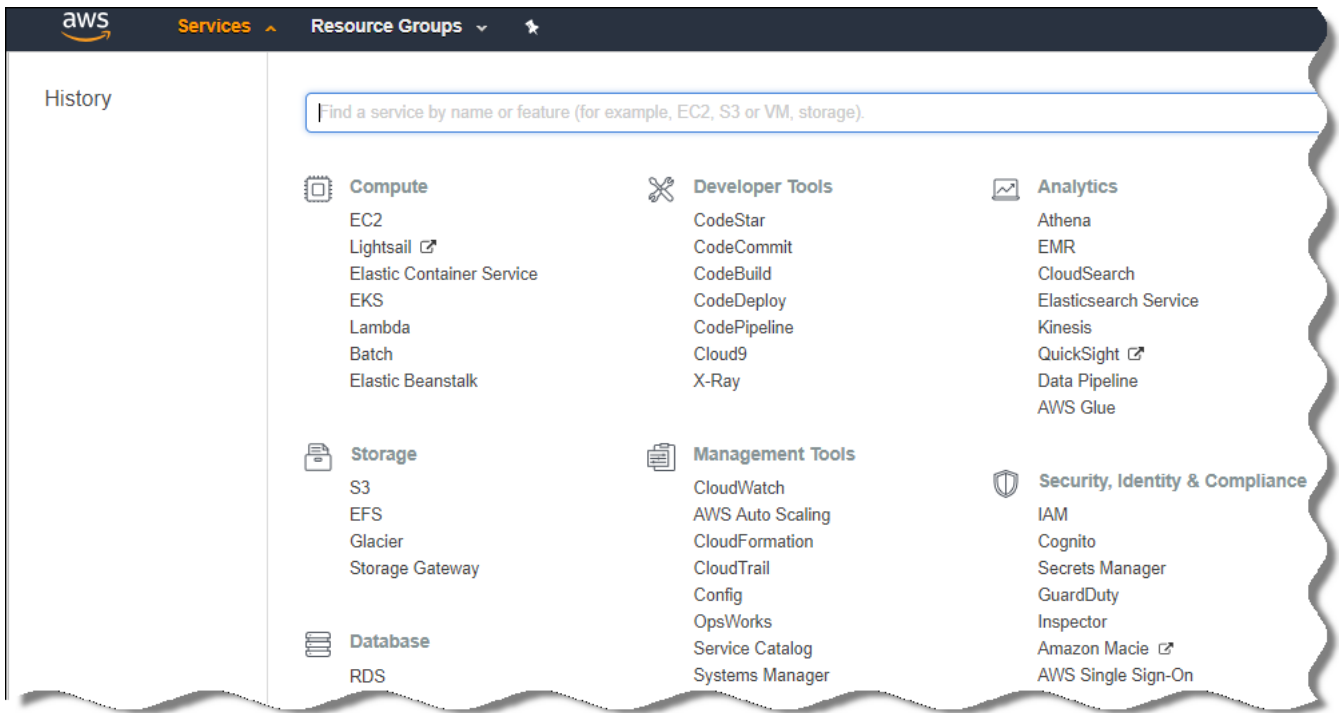 aws Services Resource Groups
History
Find a service by name or feature (for example, EC2, S3 or VM, storage).
Compute
EC2
Lightsail
Elastic Container Service
EKS
Lambda
Batch
Elastic Beanstalk
Storage
S3
EFS
Glacier
Storage Gateway
Database
RDS
Developer Tools
CodeStar
CodeCommit
CodeBuild
CodeDeploy
CodePipeline
Cloud9
X-Ray
Management Tools
CloudWatch
AWS Auto Scaling
CloudFormation
CloudTrail
Config
OpsWorks
Service Catalog
Systems Manager
Analytics
Athena
EMR
CloudSearch
Elasticsearch Service
Kinesis
QuickSight
Data Pipeline
AWS Glue
Security, Identity & Compliance
IAM
Cognito
Secrets Manager
GuardDuty
Inspector
Amazon Macie
AWS Single Sign-On